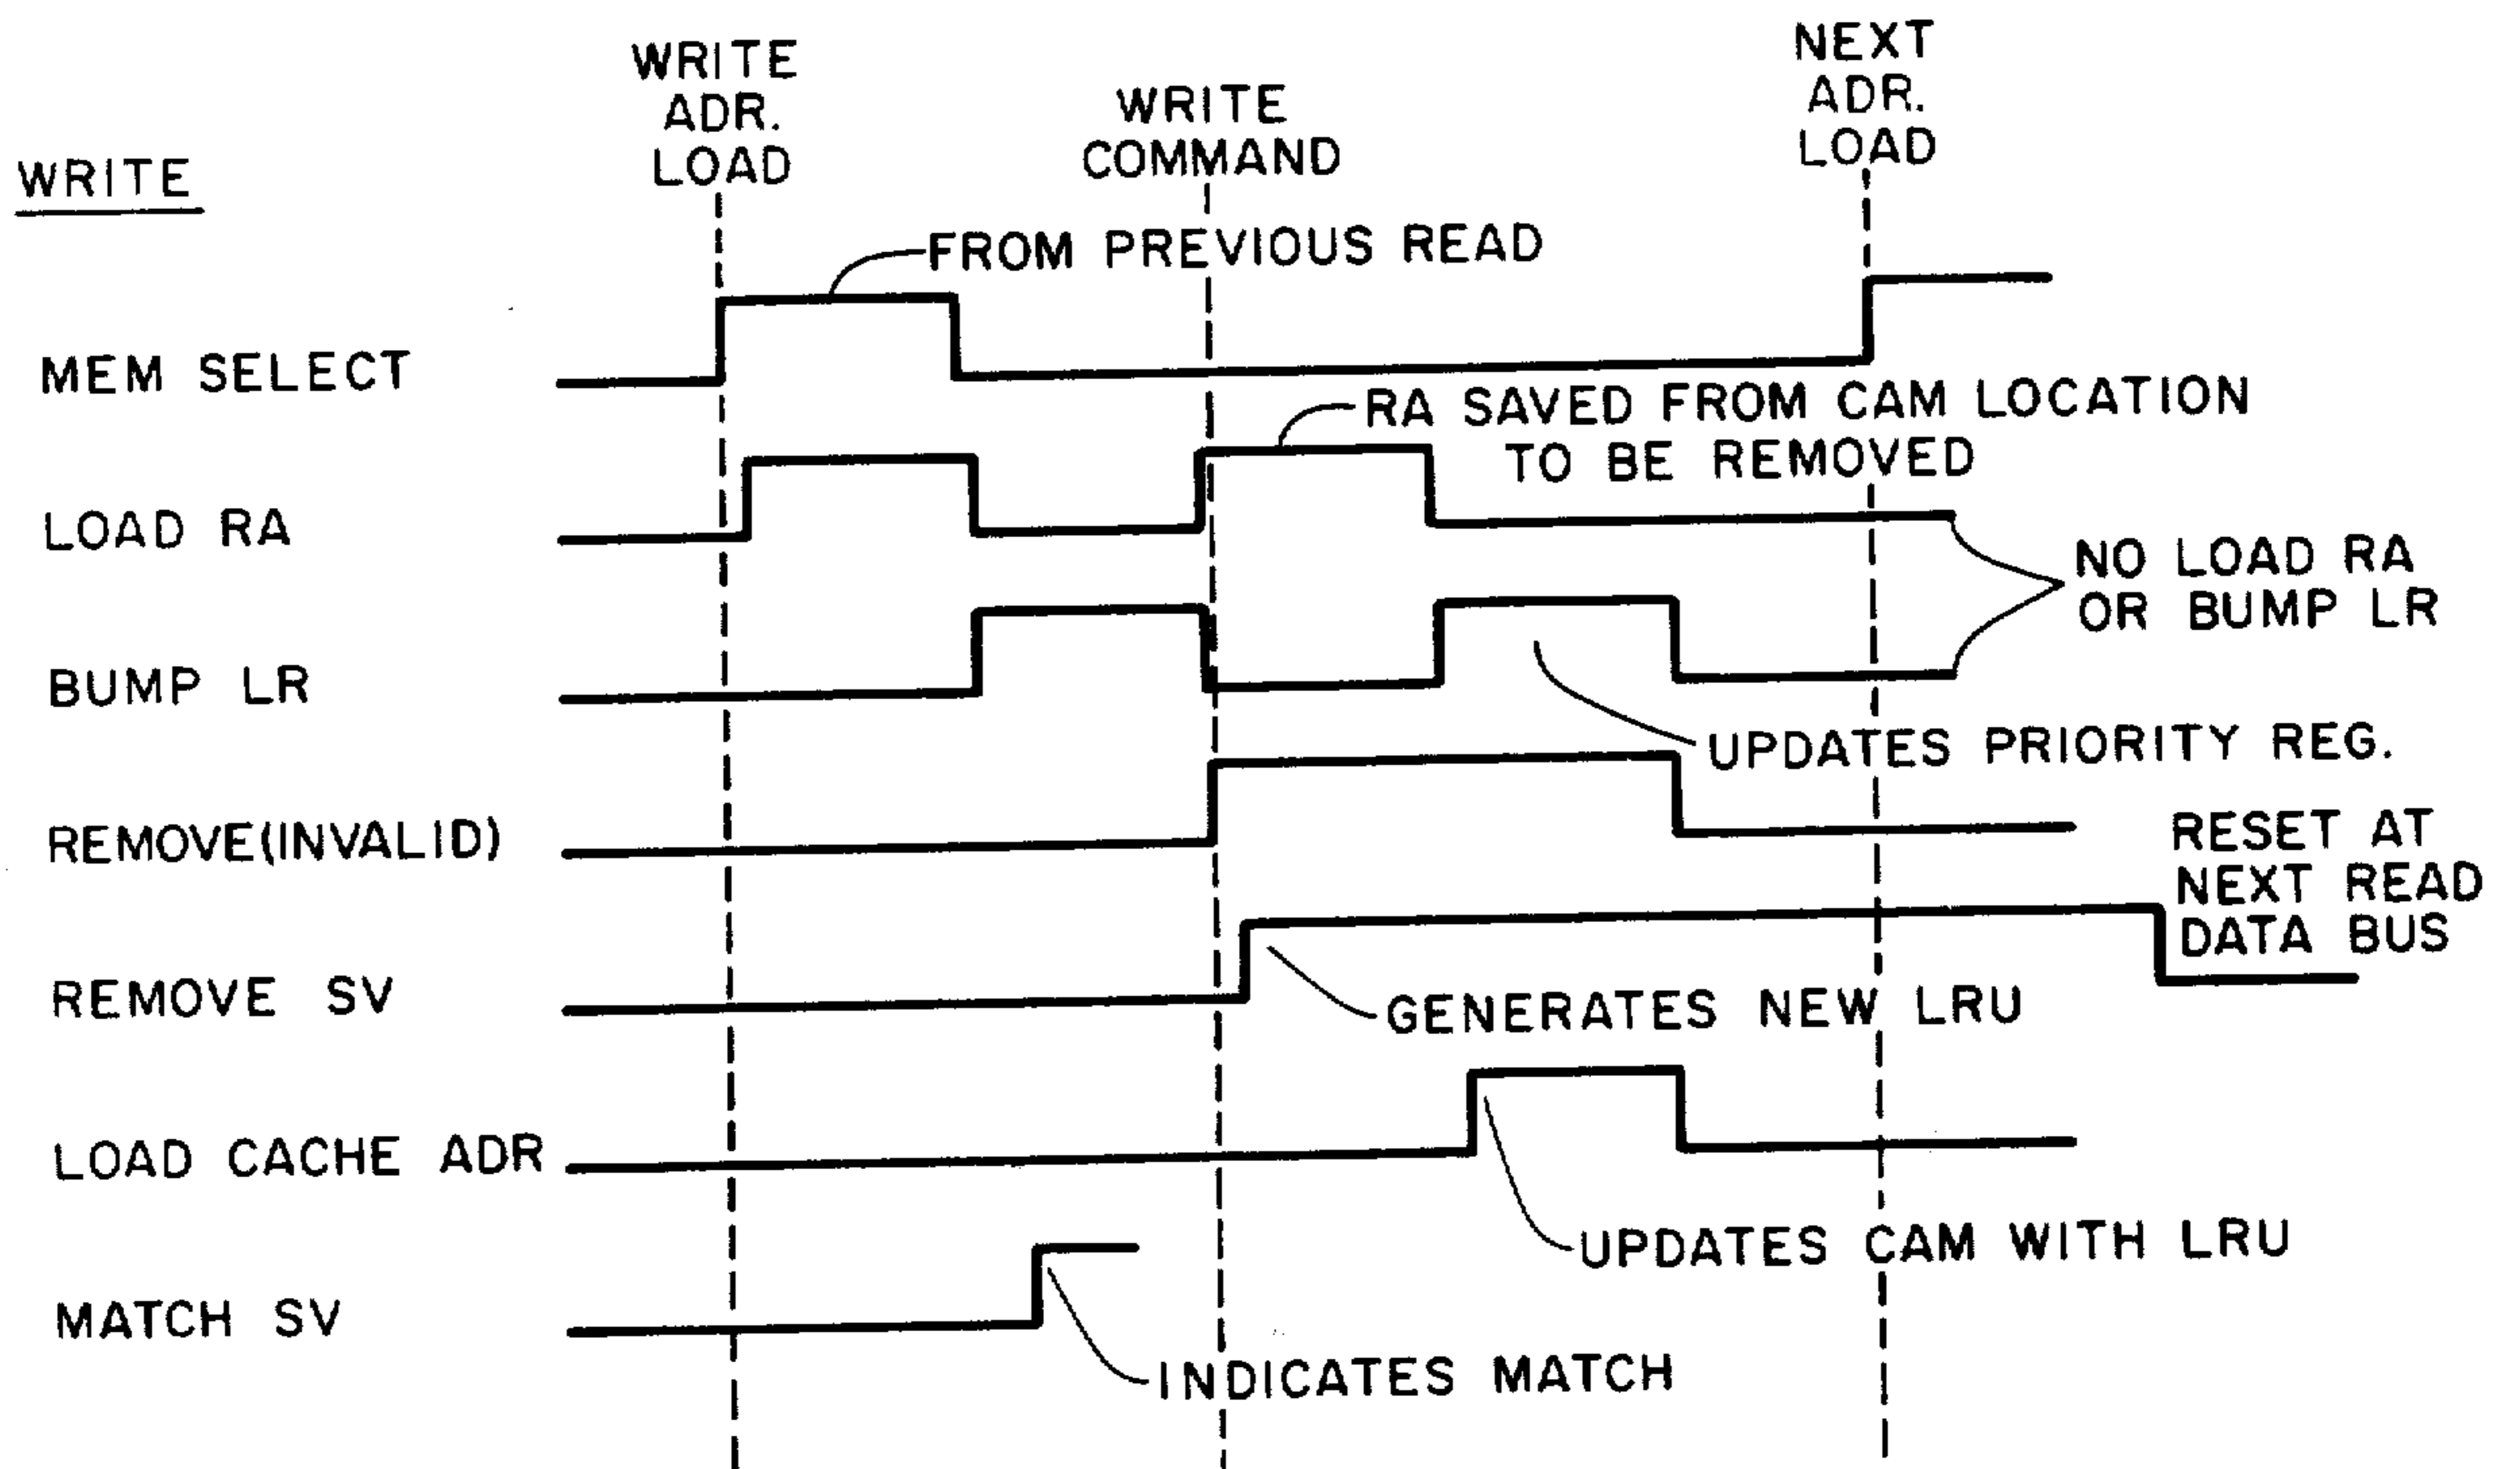 WRITE
ADR.
LOAD
WRITE
COMMAND
NEXT
ADR.
LOAD
WRITE
FROM PREVIOUS READ
MEM SELECT
RA SAVED FROM CAM LOCATION
TO BE REMOVED
LOAD RA
NO LOAD RA
OR BUMP LR
BUMP LR
UPDATES PRIORITY REG.
REMOVE(INVALID)
RESET AT
NEXT READ
DATA BUS
REMOVE SV
GENERATES NEW LRU
LOAD CACHE ADR
UPDATES CAM WITH LRU
MATCH SV
INDICATES MATCH